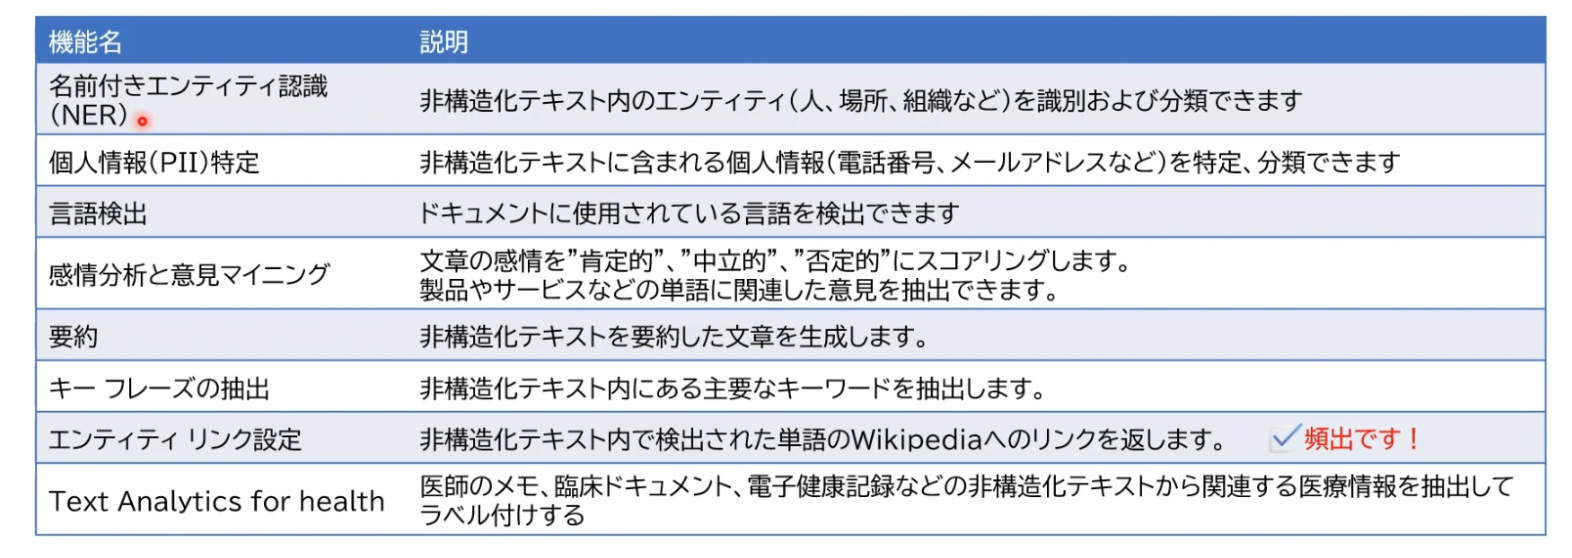 機能名
説明
名前付きエンティティ認識
(NER)
非構造化テキスト内のエンティティ(人、場所、組織など)を識別および分類できます
個人情報(PII)特定
非構造化テキストに含まれる個人情報(電話番号、メールアドレスなど)を特定、分類できます
言語検出
ドキュメントに使用されている言語を検出できます
感情分析と意見マイニング
文章の感情を”肯定的”、”中立的”、”否定的”にスコアリングします。
製品やサービスなどの単語に関連した意見を抽出できます。
要約
非構造化テキストを要約した文章を生成します。
キー フレーズの抽出
非構造化テキスト内にある主要なキーワードを抽出します。
エンティティ リンク設定
非構造化テキスト内で検出された単語のWikipediaへのリンクを返します。
頻出です！
Text Analytics for health
医師のメモ、臨床ドキュメント、電子健康記録などの非構造化テキストから関連する医療情報を抽出して
ラベル付けする